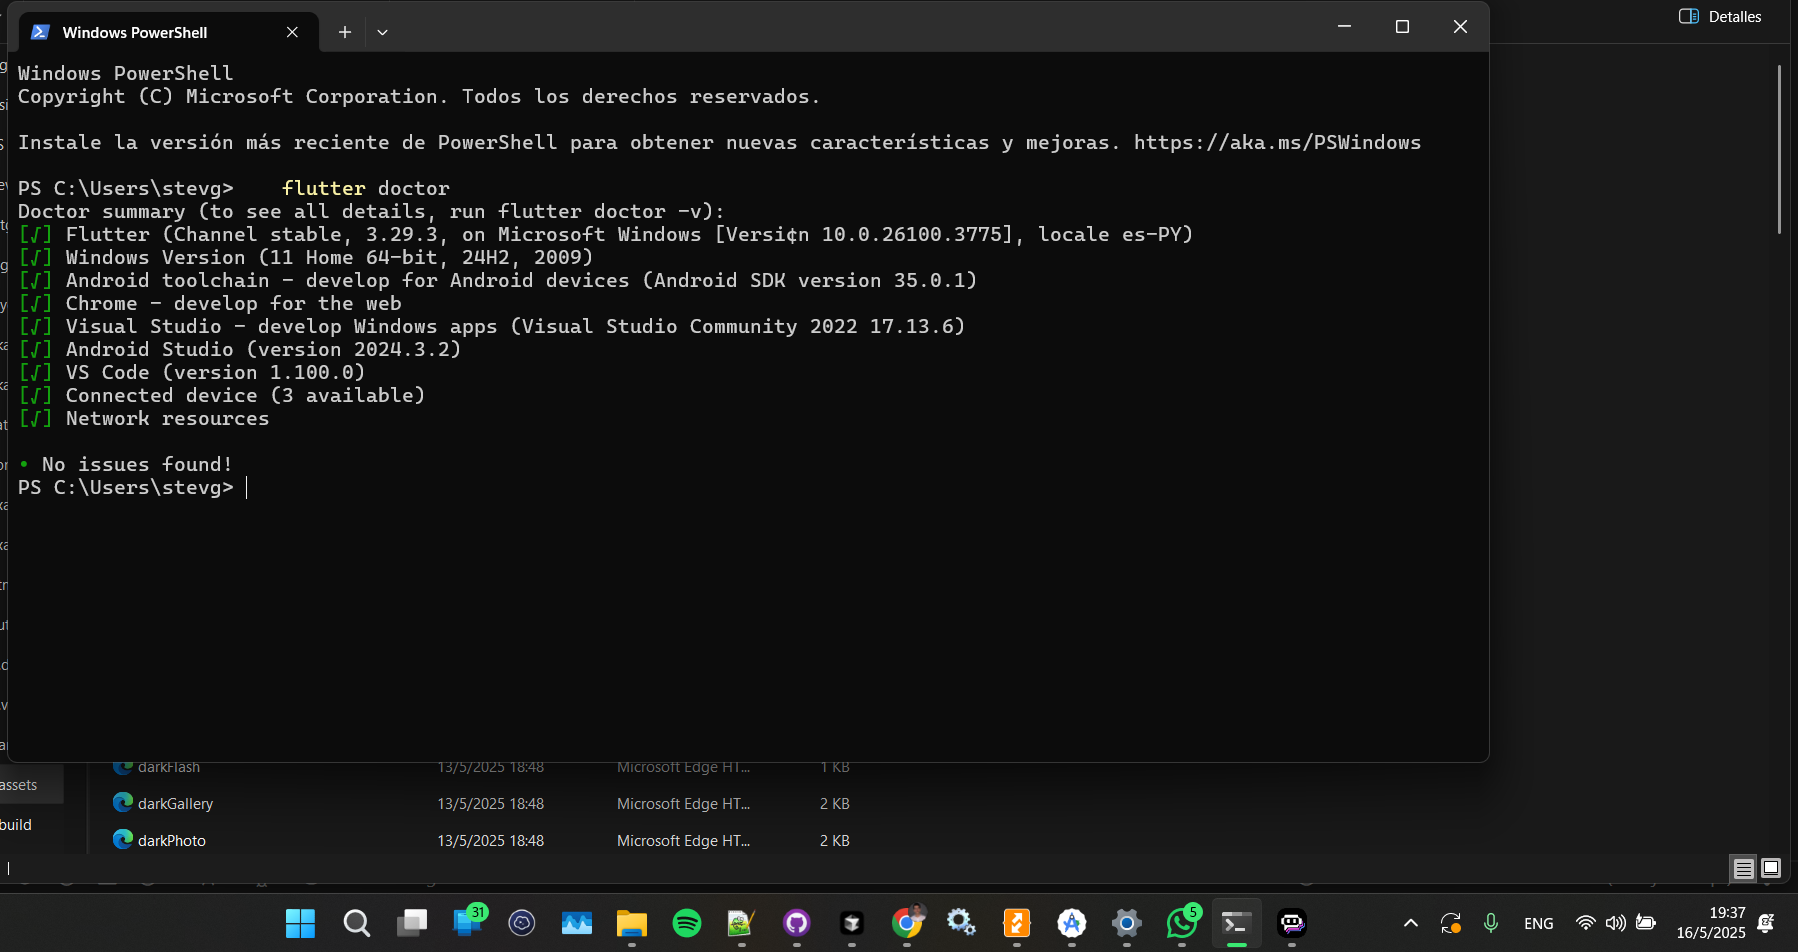 Detalles
Windows PowerShell
Windows PowerShell
Copyright (C) Microsoft Corporation. Todos los derechos reservados.
Instale la versión más reciente de PowerShell para obtener nuevas características y mejoras. https://aka.ms/PSWindows
PS C:\Users\stevg>    flutter doctor
Doctor summary (to see all details, run flutter doctor -v):
[√] Flutter (Channel stable, 3.29.3, on Microsoft Windows [Versi¢n 10.0.26100.3775], locale es-PY)
[√] Windows Version (11 Home 64-bit, 24H2, 2009)
[√] Android toolchain - develop for Android devices (Android SDK version 35.0.1)
[√] Chrome - develop for the web
[√] Visual Studio - develop Windows apps (Visual Studio Community 2022 17.13.6)
[√] Android Studio (version 2024.3.2)
[√] VS Code (version 1.100.0)
[√] Connected device (3 available)
[√] Network resources
• No issues found!
PS C:\Users\stevg>
darkFlash 13/5/2025 18:48 Microsoft Edge HT... 1 KB
assets
darkGallery 13/5/2025 18:48 Microsoft Edge HT... 2 KB
build
darkPhoto 13/5/2025 18:48 Microsoft Edge HT... 2 KB
31
5
ENG
19:37
16/5/2025